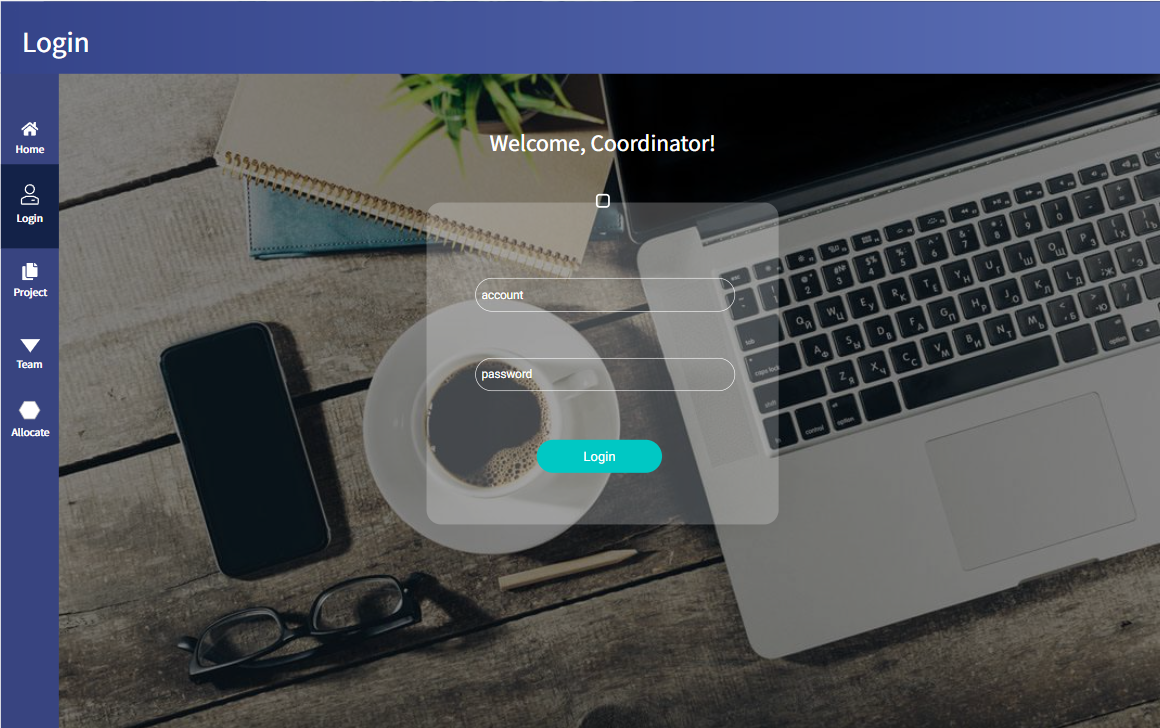 Login
Home
Login
Project
Team
Allocate
Welcome, Coordinator!
account
password
Login